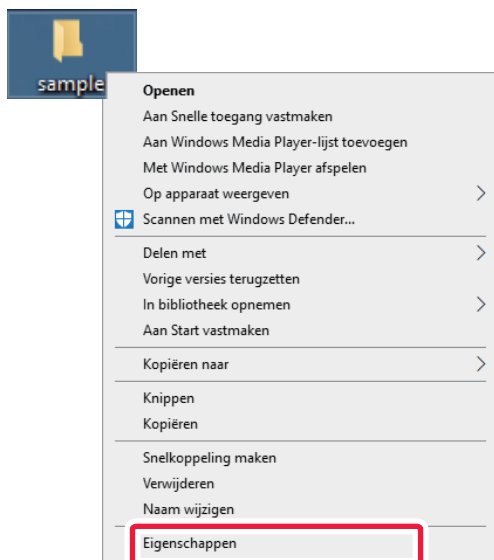 sample
Openen
Aan Snelle toegang vastmaken
Aan Windows Media Player-lijst toevoegen
Met Windows Media Player afspelen
Op apparaat weergeven
Scannen met Windows Defender...
Delen met
Vorige versies terugzetten
In bibliotheek opnemen
Aan Start vastmaken
Kopiëren naar
Knippen
Kopiëren
Snelkoppeling maken
Verwijderen
Naam wijzigen
Eigenschappen